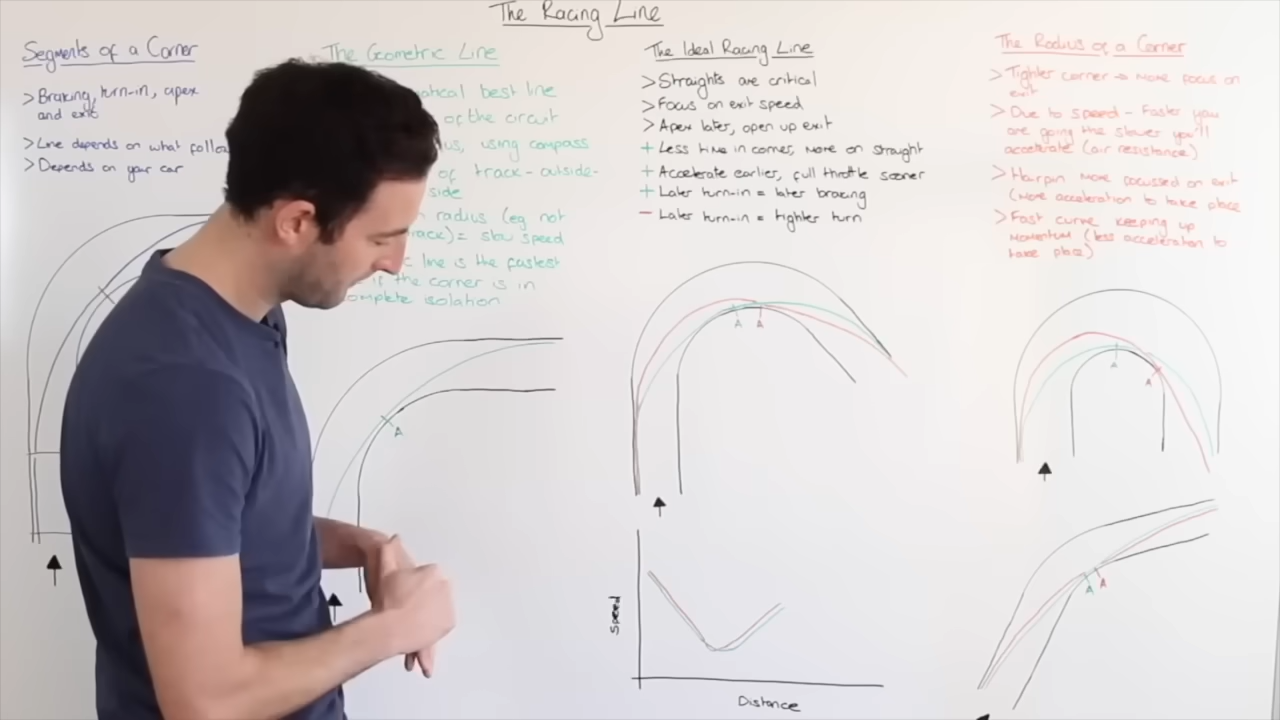 The Racing Line
Segments of a Corner
> Braking, turn-in, apex
and exit
> Line depends on what
> Depends on your car
The Geometric Line
best line
of the circuit
using compass
of track-outside-
side
radius (eg not
= slow speed
line is the fastest
if the corner is in
isolation
A
The Ideal Racing Line
> Straights are critical
> Focus on exit speed
> Apex later, open up exit
+ Less time in corner, more on straight
+ Accelerate earlier, full throttle sooner
+ Later turn-in = later braking
- Later turn-in = tighter turn
A A
Speed
Distance
The Radius of a Corner
> Tighter corner → More focus on
exit
> Due to speed - Faster you
are going the slower you'll
accelerate (air resistance)
> Hairpin more focussed on exit
(more acceleration to take place
> Fast curve keeping up
momentum (less acceleration to
take place)
A A
A A